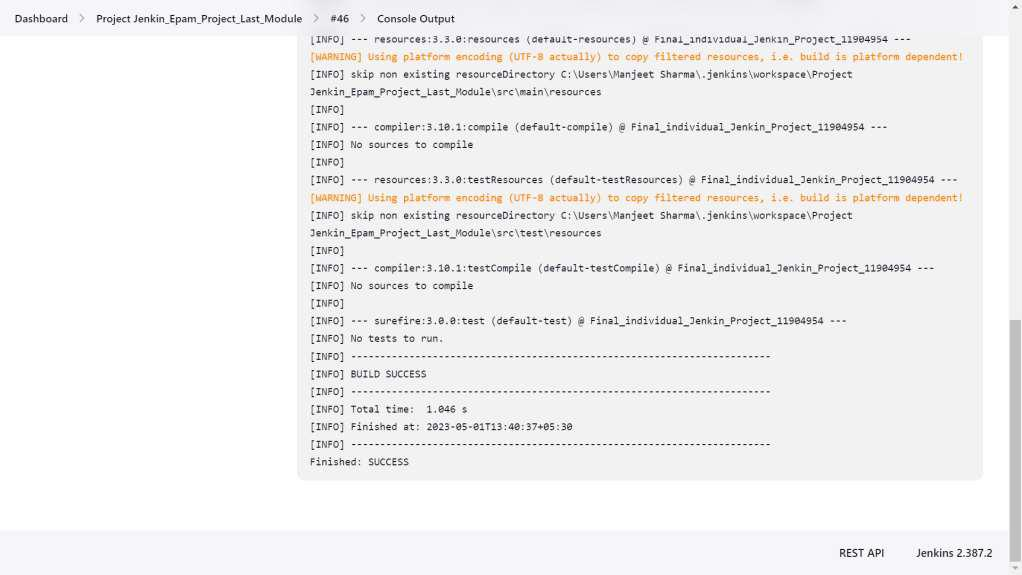 Dashboard > Project Jenkin_Epam_Project_Last_Module > #46 > Console Output
[INFO] --- resources:3.3.0:resources (default-resources) @ Final_individual_Jenkin_Project_11904954 ---
[WARNING] Using platform encoding (UTF-8 actually) to copy filtered resources, i.e. build is platform dependent!
[INFO] skip non existing resourceDirectory C:\Users\Manjeet Sharma\.jenkins\workspace\Project
Jenkin_Epam_Project_Last_Module\src\main\resources
[INFO]
[INFO] --- compiler:3.10.1:compile (default-compile) @ Final_individual_Jenkin_Project_11904954 ---
[INFO] No sources to compile
[INFO]
[INFO] --- resources:3.3.0:testResources (default-testResources) @ Final_individual_Jenkin_Project_11904954 ---
[WARNING] Using platform encoding (UTF-8 actually) to copy filtered resources, i.e. build is platform dependent!
[INFO] skip non existing resourceDirectory C:\Users\Manjeet Sharma\.jenkins\workspace\Project
Jenkin_Epam_Project_Last_Module\src\test\resources
[INFO]
[INFO] --- compiler:3.10.1:testCompile (default-testCompile) @ Final_individual_Jenkin_Project_11904954 ---
[INFO] No sources to compile
[INFO]
[INFO] --- surefire:3.0.0:test (default-test) @ Final_individual_Jenkin_Project_11904954 ---
[INFO] No tests to run.
[INFO] ------------------------------------------------------------------------
[INFO] BUILD SUCCESS
[INFO] ------------------------------------------------------------------------
[INFO] Total time:  1.046 s
[INFO] Finished at: 2023-05-01T13:40:37+05:30
[INFO] ------------------------------------------------------------------------
Finished: SUCCESS
REST API Jenkins 2.387.2